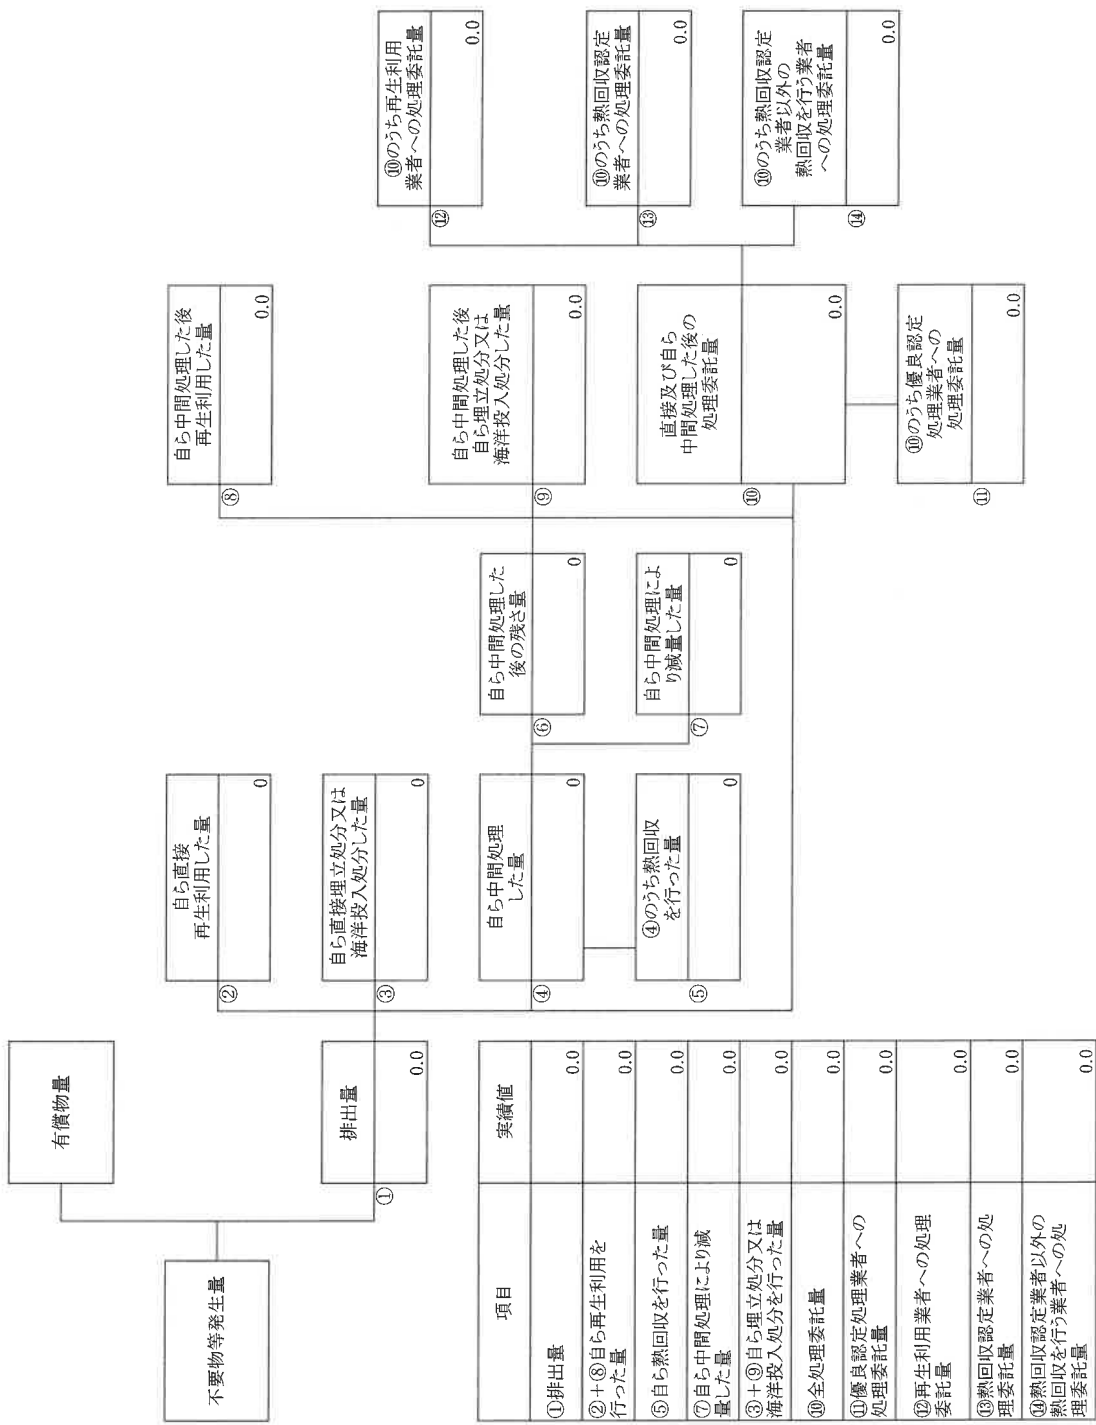 不要物等発生量
有償物量
①
排出量
0.0
②
自ら直接
再生利用した量
0
③
自ら直接埋立処分又は
海洋投入処分した量
0
④
自ら中間処理
した量
0
⑤
④のうち熱回収
を行った量
0
⑥
自ら中間処理した
後の残さ量
0
⑦
自ら中間処理によ
り減量した量
0
⑧
自ら中間処理した後
再生利用した量
0.0
⑨
自ら中間処理した後
自ら埋立処分又は
海洋投入処分した量
0.0
⑩
直接及び自ら
中間処理した後の
処理委託量
0.0
⑪
⑩のうち優良認定
処理業者への
処理委託量
0.0
⑫
⑩のうち再生利用
業者への処理委託量
0.0
⑬
⑩のうち熱回収認定
業者への処理委託量
0.0
⑭
⑩のうち熱回収認定
業者以外の
熱回収を行う業者
への処理委託量
0.0
項目 実績値
①排出量 0.0
②+⑧自ら再生利用を
行った量 0.0
⑤自ら熱回収を行った量 0.0
⑦自ら中間処理により減
量した量 0.0
③+⑨自ら埋立処分又は
海洋投入処分を行った量 0.0
⑩全処理委託量 0.0
⑪優良認定処理業者への
処理委託量 0.0
⑫再生利用業者への処理
委託量 0.0
⑬熱回収認定業者への処
理委託量 0.0
⑭熱回収認定業者以外の
熱回収を行う業者への処
理委託量 0.0